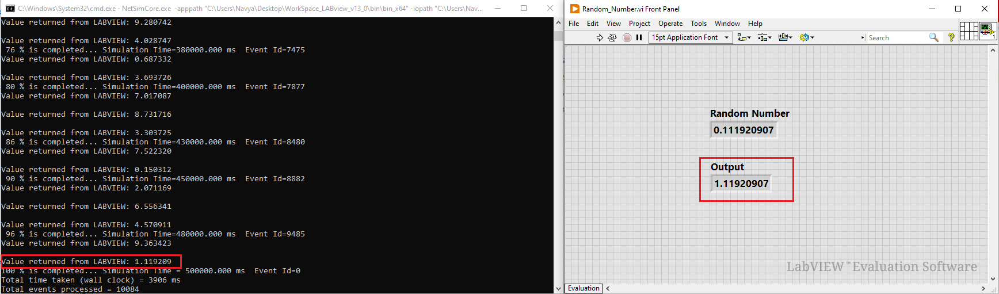 C:\Windows\System32\cmd.exe - NetSimCore.exe -apppath "C:\Users\Navya\Desktop\WorkSpace_LABview_v13_0\bin\bin_x64" -iopath "C:\Users\Nav...
Value returned from LABVIEW: 9.280742
Value returned from LABVIEW: 4.028747
76 % is completed... Simulation Time=380000.000 ms Event Id=7475
Value returned from LABVIEW: 0.687332
Value returned from LABVIEW: 3.693726
80 % is completed... Simulation Time=400000.000 ms Event Id=7877
Value returned from LABVIEW: 7.017087
Value returned from LABVIEW: 8.731716
Value returned from LABVIEW: 3.303725
86 % is completed... Simulation Time=430000.000 ms Event Id=8480
Value returned from LABVIEW: 7.522320
Value returned from LABVIEW: 0.150312
90 % is completed... Simulation Time=450000.000 ms Event Id=8882
Value returned from LABVIEW: 2.071169
Value returned from LABVIEW: 6.556341
Value returned from LABVIEW: 4.570911
96 % is completed... Simulation Time=480000.000 ms Event Id=9485
Value returned from LABVIEW: 9.363423
Value returned from LABVIEW: 1.119209
100 % is completed... Simulation Time = 500000.000 ms Event Id=0
Total time taken (wall clock) = 3906 ms
Total events processed = 10084
Random_Number.vi Front Panel
File Edit View Project Operate Tools Window Help
15pt Application Font
Search
?
1
Random Number
0.111920907
Output
1.11920907
LabVIEW™ Evaluation Software
Evaluation